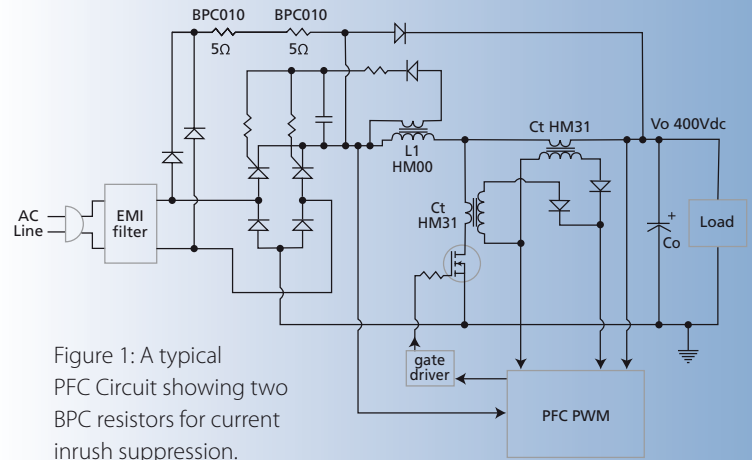 BPC010 BPC010
5Ω 5Ω
Ct HM31
Vo 400Vdc
L1
HM00
Ct
HM31
AC
Line
EMI
filter
+
Co
Load
gate
driver
PFC PWM
Figure 1: A typical
PFC Circuit showing two
BPC resistors for current
inrush suppression.